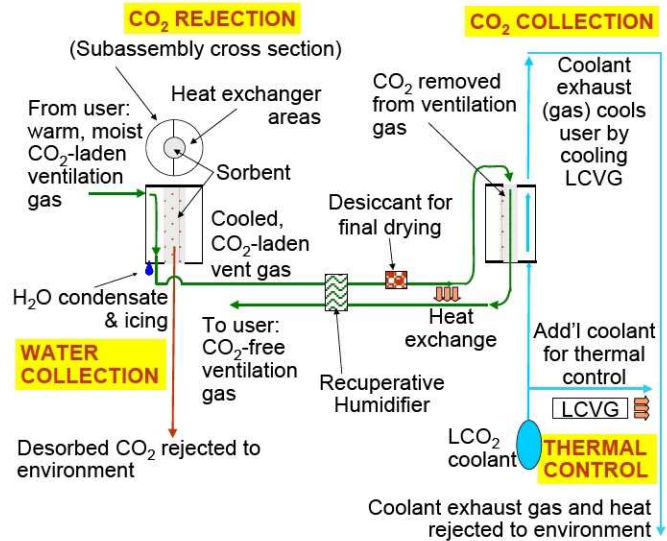 CO₂ REJECTION
(Subassembly cross section)
From user:
warm, moist
CO₂-laden
ventilation
gas
Heat exchanger
areas
Sorbent
Cooled,
CO₂-laden
vent gas
H₂O condensate
& icing
WATER
COLLECTION
To user:
CO₂-free
ventilation
gas
Desorbed CO₂ rejected to
environment
Recuperative
Humidifier
Desiccant for
final drying
Heat
exchange
CO₂ COLLECTION
CO₂ removed
from ventilation
gas
Coolant
exhaust
(gas) cools
user by
cooling
LCVG
Add'l coolant
for thermal
control
LCVG
LCO₂
coolant
THERMAL
CONTROL
Coolant exhaust gas and heat
rejected to environment